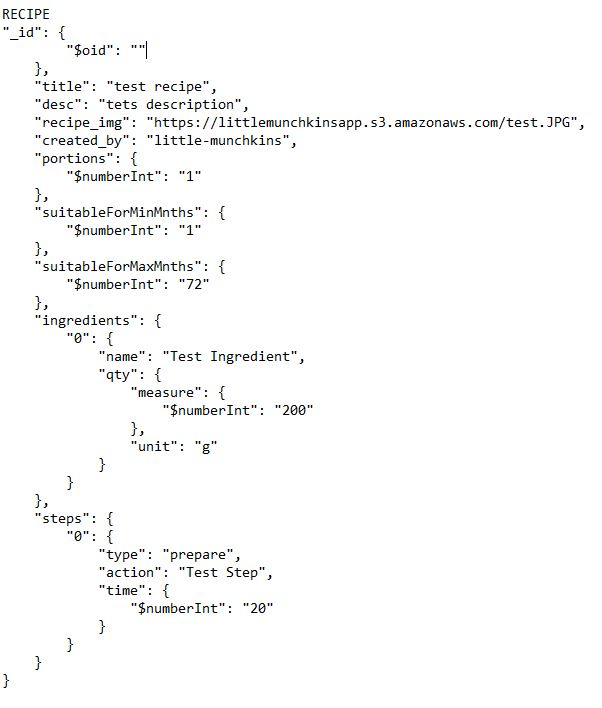 RECIPE
"_id": {
        "$oid": ""
    },
    "title": "test recipe",
    "desc": "tets description",
    "recipe_img": "https://littlemunchkinsapp.s3.amazonaws.com/test.JPG",
    "created_by": "little-munchkins",
    "portions": {
        "$numberInt": "1"
    },
    "suitableForMinMnths": {
        "$numberInt": "1"
    },
    "suitableForMaxMnths": {
        "$numberInt": "72"
    },
    "ingredients": {
        "0": {
            "name": "Test Ingredient",
            "qty": {
                "measure": {
                    "$numberInt": "200"
                },
                "unit": "g"
            }
        }
    },
    "steps": {
        "0": {
            "type": "prepare",
            "action": "Test Step",
            "time": {
                "$numberInt": "20"
            }
        }
    }
}